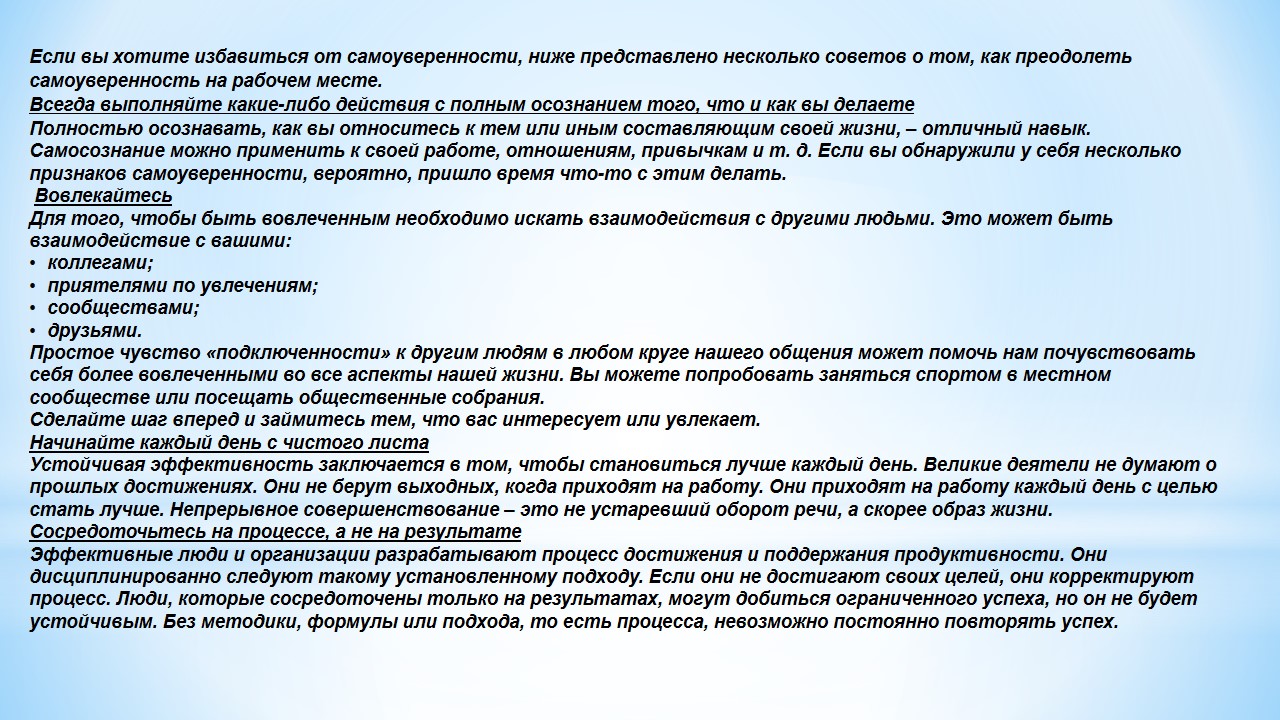 Если вы хотите избавиться от самоуверенности, ниже представлено несколько советов о том, как преодолеть
самоуверенность на рабочем месте.
Всегда выполняйте какие-либо действия с полным осознанием того, что и как вы делаете
Полностью осознавать, как вы относитесь к тем или иным составляющим своей жизни, – отличный навык.
Самосознание можно применить к своей работе, отношениям, привычкам и т. д. Если вы обнаружили у себя несколько
признаков самоуверенности, вероятно, пришло время что-то с этим делать.
Вовлекайтесь
Для того, чтобы быть вовлеченным необходимо искать взаимодействия с другими людьми. Это может быть
взаимодействие с вашими:
• коллегами;
• приятелями по увлечениям;
• сообществами;
• друзьями.
Простое чувство «подключенности» к другим людям в любом круге нашего общения может помочь нам почувствовать
себя более вовлеченными во все аспекты нашей жизни. Вы можете попробовать заняться спортом в местном
сообществе или посещать общественные собрания.
Сделайте шаг вперед и займитесь тем, что вас интересует или увлекает.
Начинайте каждый день с чистого листа
Устойчивая эффективность заключается в том, чтобы становиться лучше каждый день. Великие деятели не думают о
прошлых достижениях. Они не берут выходных, когда приходят на работу. Они приходят на работу каждый день с целью
стать лучше. Непрерывное совершенствование – это не устаревший оборот речи, а скорее образ жизни.
Сосредоточьтесь на процессе, а не на результате
Эффективные люди и организации разрабатывают процесс достижения и поддержания продуктивности. Они
дисциплинированно следуют такому установленному подходу. Если они не достигают своих целей, они корректируют
процесс. Люди, которые сосредоточены только на результатах, могут добиться ограниченного успеха, но он не будет
устойчивым. Без методики, формулы или подхода, то есть процесса, невозможно постоянно повторять успех.